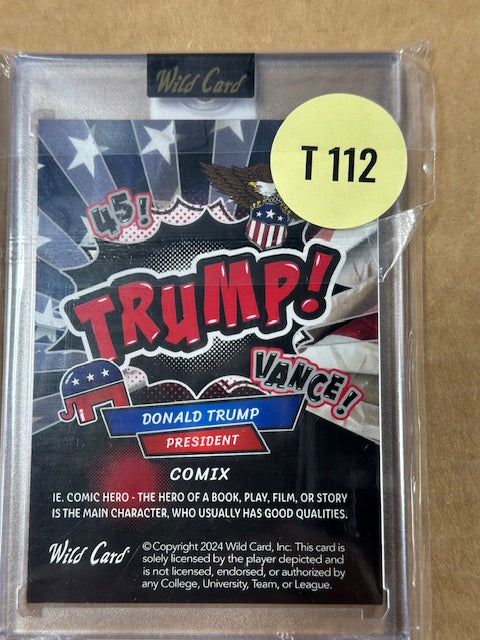 Wild Card
T 112
45!
TRUMP!
VANCE!
DONALD TRUMP
PRESIDENT
COMIX
IE. COMIC HERO - THE HERO OF A BOOK, PLAY, FILM, OR STORY
IS THE MAIN CHARACTER, WHO USUALLY HAS GOOD QUALITIES.
Wild Card
©Copyright 2024 Wild Card, Inc. This card is
solely licensed by the player depicted and
is not licensed, endorsed, or authorized by
any College, University, Team, or League.